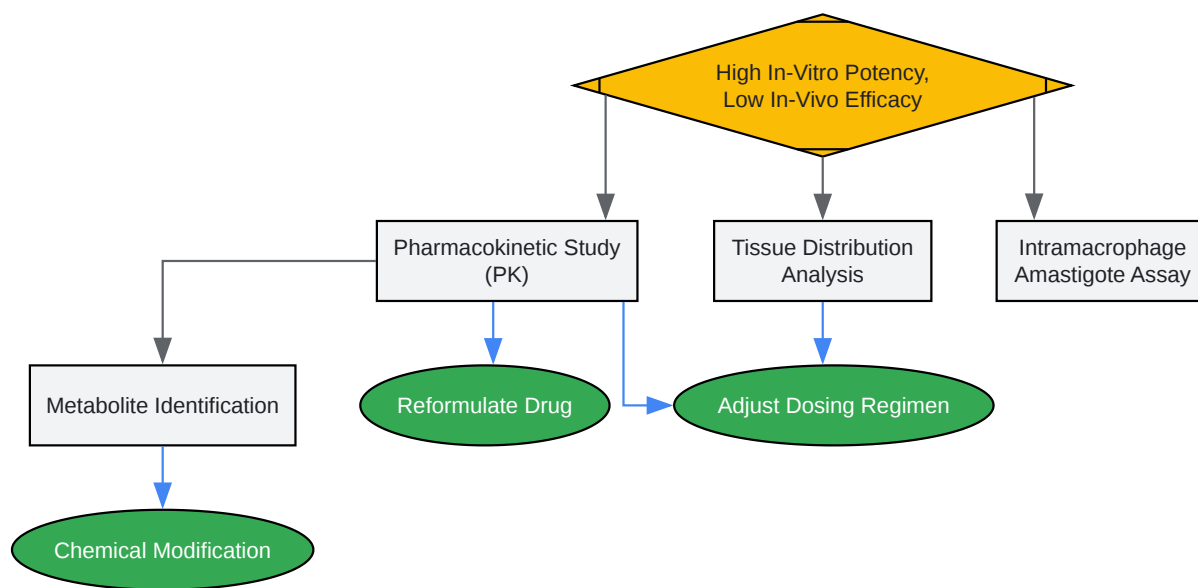 High In-Vitro Potency,
Low In-Vivo Efficacy
Pharmacokinetic Study
(PK)
Tissue Distribution
Analysis
Intramacrophage
Amastigote Assay
Metabolite Identification
Reformulate Drug
Adjust Dosing Regimen
Chemical Modification